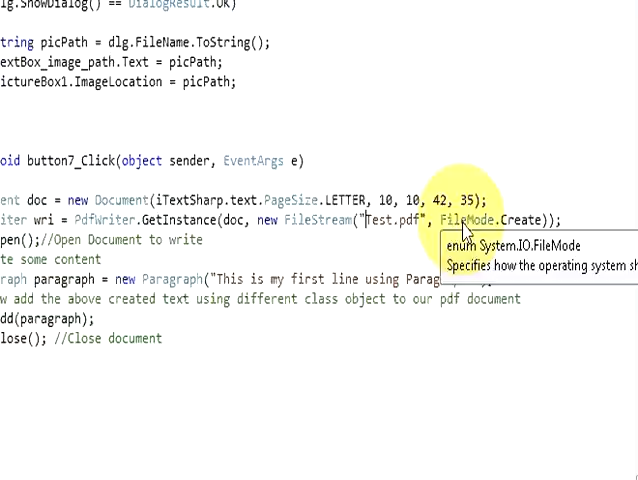 lg.ShowDialog() == DialogResult.OK)
tring picPath = dlg.FileName.ToString();
extBox_image_path.Text = picPath;
ictureBox1.ImageLocation = picPath;
oid button7_Click(object sender, EventArgs e)
ent doc = new Document(iTextSharp.text.PageSize.LETTER, 10, 10, 42, 35);
iter wri = PdfWriter.GetInstance(doc, new FileStream("Test.pdf", FileMode.Create));
pen();//Open Document to write
enum System.IO.FileMode
te some content
Specifies how the operating system sh
raph paragraph = new Paragraph("This is my first line using Parag
w add the above created text using different class object to our pdf document
dd(paragraph);
lose(); //Close document